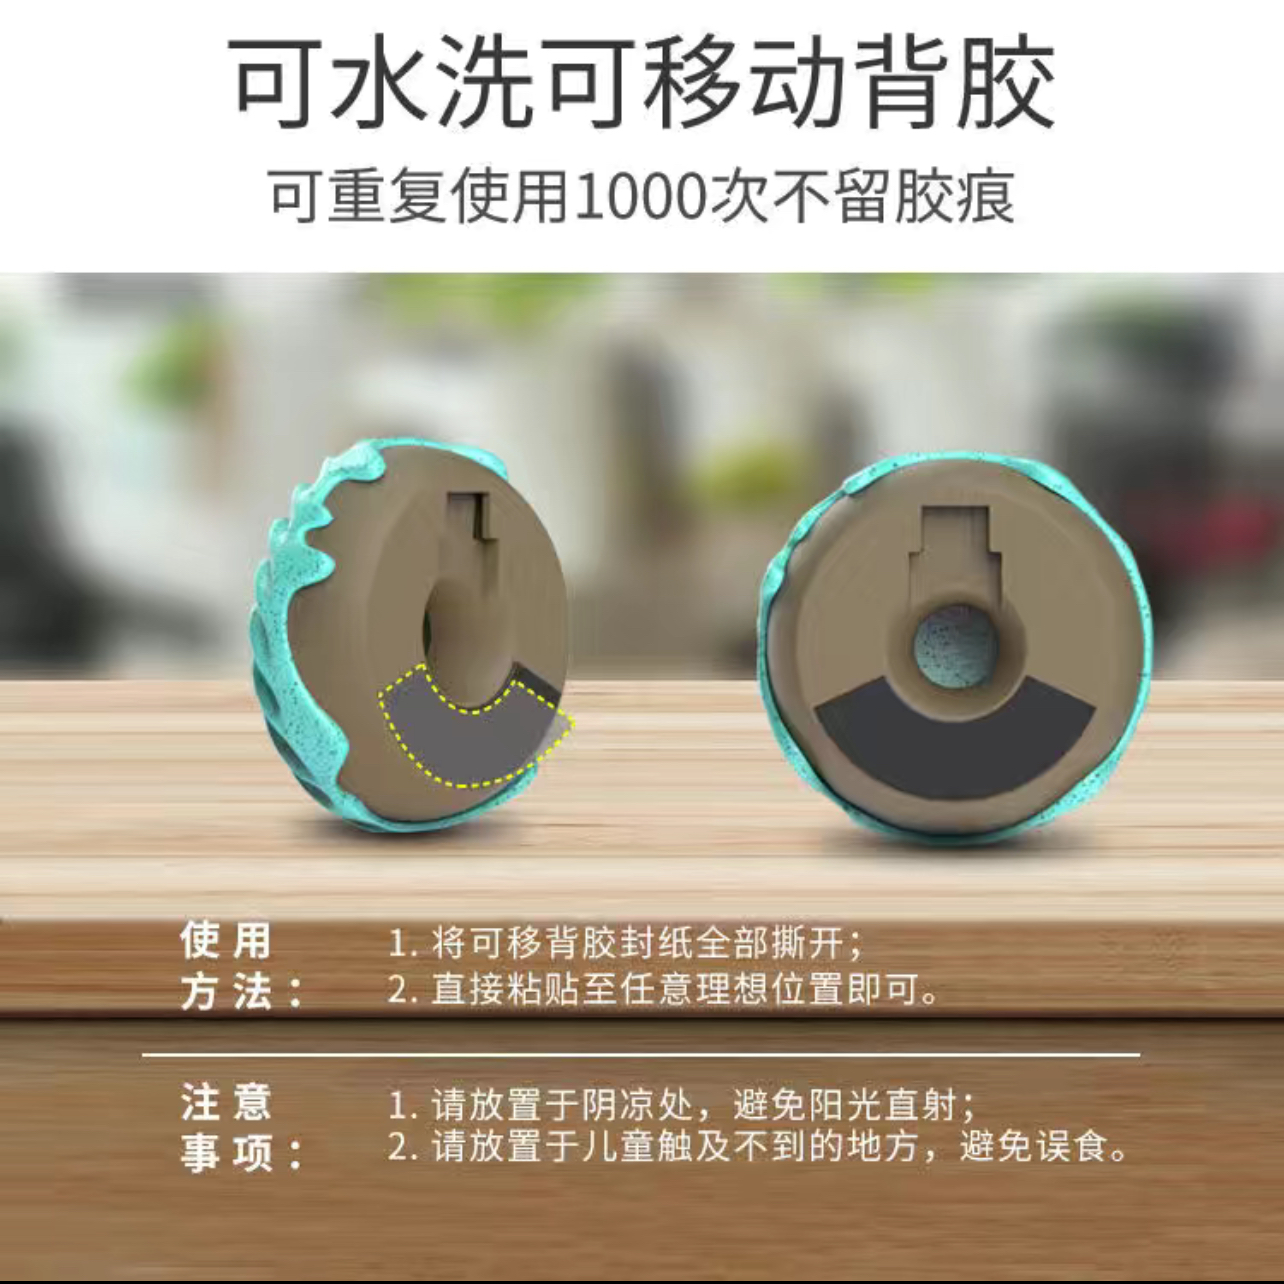 可水洗可移动背胶
可重复使用1000次不留胶痕
使用
方法：
1. 将可移背胶封纸全部撕开；
2. 直接粘贴至任意理想位置即可。
注意
事项：
1. 请放置于阴凉处，避免阳光直射；
2. 请放置于儿童触及不到的地方，避免误食。